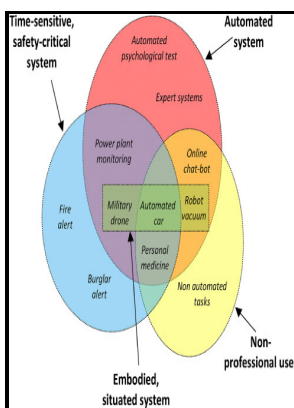 Time-sensitive,
safety-critical
system
Automated
system
Automated
psychological test
Expert systems
Power plant
monitoring
Online
chat-bot
Fire
alert
Military
drone
Automated
car
Robot
vacuum
Personal
medicine
Burglar
alert
Non automated
tasks
Embodied,
situated system
Non-
professional use